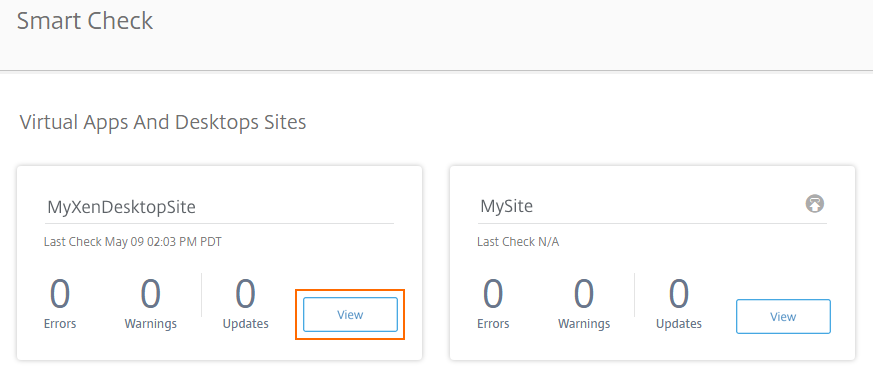 Smart Check
Virtual Apps And Desktops Sites
MyXenDesktopSite
Last Check May 09 02:03 PM PDT
0 0 0
Errors Warnings Updates
View
MySite
Last Check N/A
0 0 0
Errors Warnings Updates
View